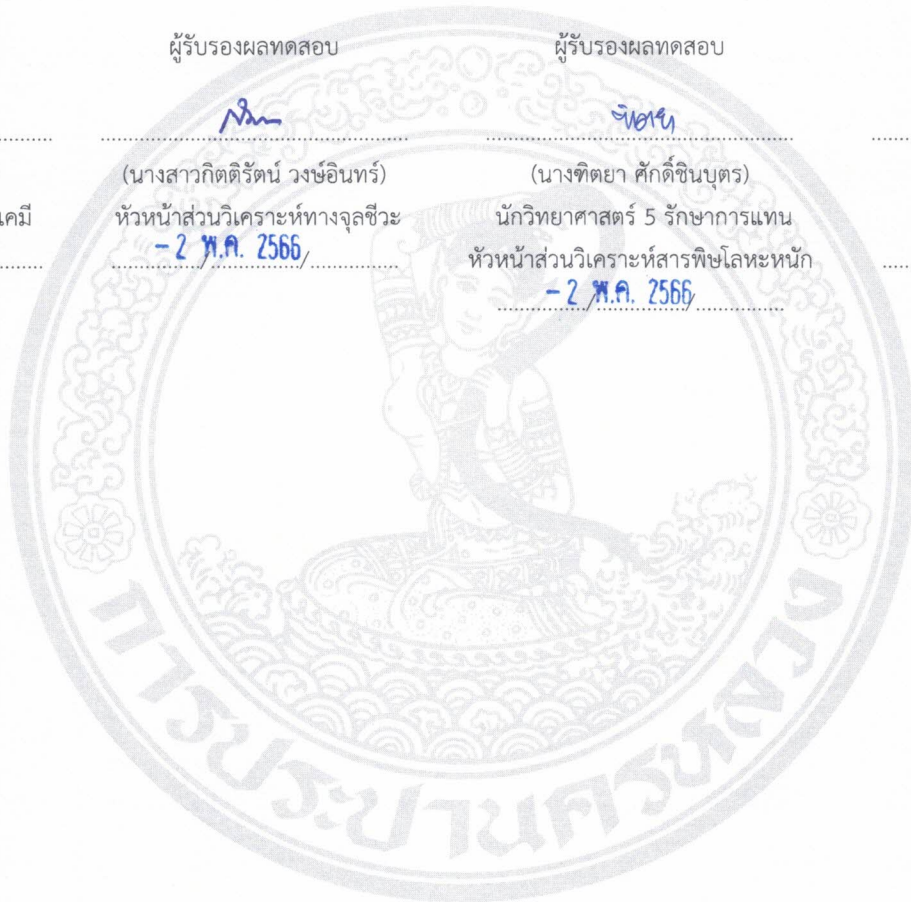 ผู้รับรองผลทดสอบ
ผู้รับรองผลทดสอบ
(นางสาวกิตติรัตน์ วงษ์อินทร์)
(นางฑิตยา ศักดิ์ชินบุตร)
เคมี
หัวหน้าส่วนวิเคราะห์ทางจุลชีวะ
นักวิทยาศาสตร์ 5 รักษาการแทน
- 2 พ.ค. 2566
หัวหน้าส่วนวิเคราะห์สารพิษโลหะหนัก
- 2 พ.ค. 2566
การประปานครหลวง